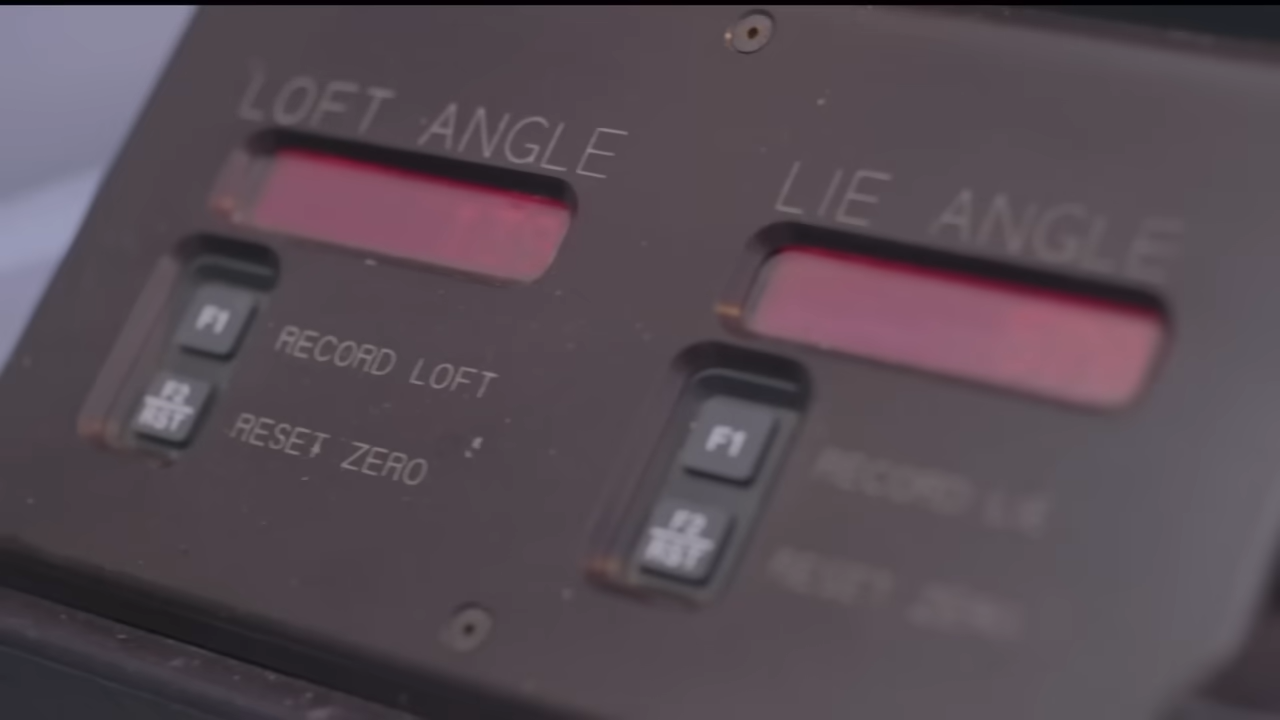 LOFT ANGLE
F1 RECORD LOFT
F2
RST RESET ZERO
LIE ANGLE
F1 RECORD LIE
F2
RST RESET ZERO